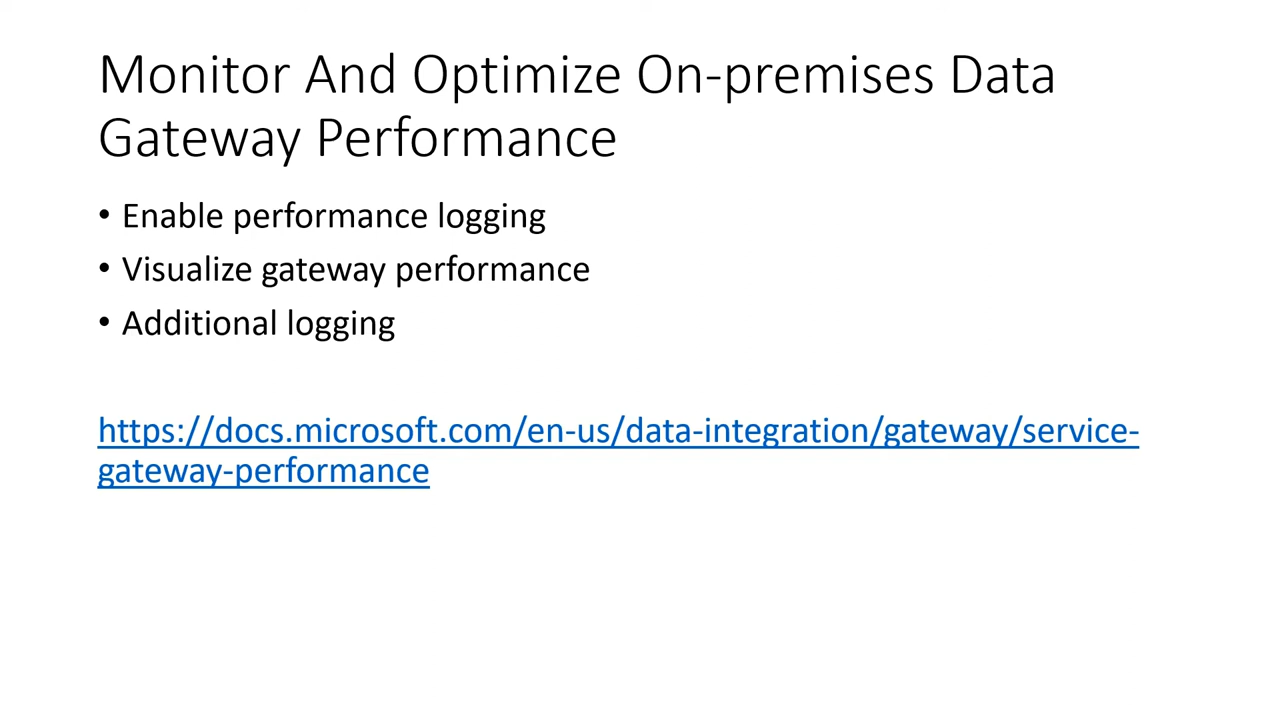 Monitor And Optimize On-premises Data
Gateway Performance
• Enable performance logging
• Visualize gateway performance
• Additional logging
https://docs.microsoft.com/en-us/data-integration/gateway/service-
gateway-performance